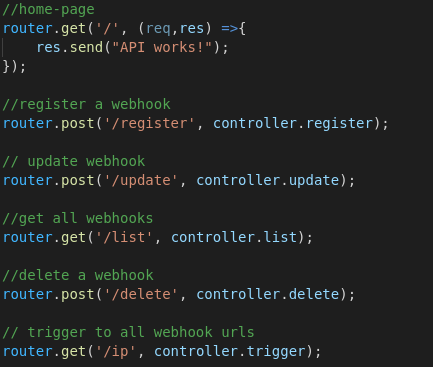 //home-page
router.get('/', (req,res) =>{
    res.send("API works!");
});

//register a webhook
router.post('/register', controller.register);

// update webhook
router.post('/update', controller.update);

//get all webhooks
router.get('/list', controller.list);

//delete a webhook
router.post('/delete', controller.delete);

// trigger to all webhook urls
router.get('/ip', controller.trigger);